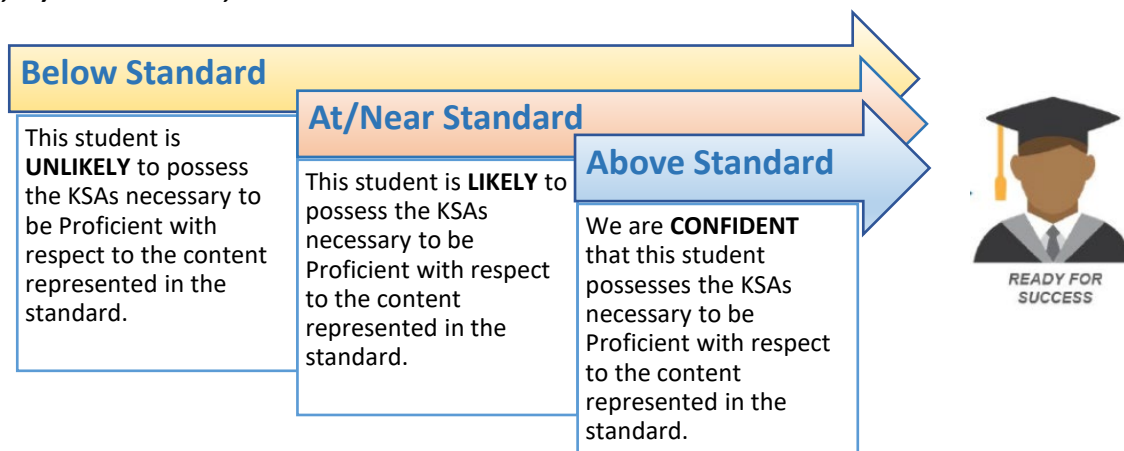 Below Standard
This student is
UNLIKELY to possess
the KSAs necessary to
be Proficient with
respect to the content
represented in the
standard.
At/Near Standard
This student is LIKELY to
possess the KSAs
necessary to be
Proficient with respect
to the content
represented in the
standard.
Above Standard
We are CONFIDENT
that this student
possesses the KSAs
necessary to be
Proficient with respect
to the content
represented in the
standard.
READY FOR
SUCCESS